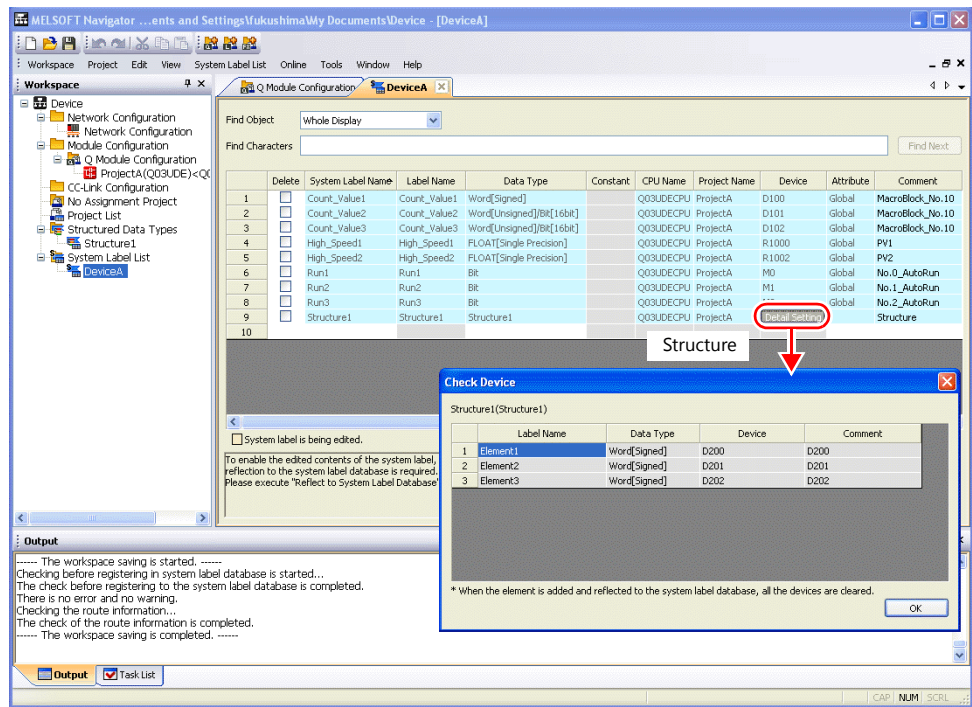 MELSOFT Navigator ...ents and Settings\fukushima\My Documents\Device - [DeviceA]
Workspace Project Edit View System Label List Online Tools Window Help
Workspace
Device
Network Configuration
Network Configuration
Module Configuration
Q Module Configuration
ProjectA(Q03UDE)<Q(
CC-Link Configuration
No Assignment Project
Project List
Structured Data Types
Structure1
System Label List
DeviceA
Q Module Configuration DeviceA
Find Object Whole Display
Find Characters Find Next
Delete System Label Name Label Name Data Type Constant CPU Name Project Name Device Attribute Comment
1 Count_Value1 Count_Value1 Word[Signed] Q03UDECPU ProjectA D100 Global MacroBlock_No.10
2 Count_Value2 Count_Value2 Word[Unsigned]/Bit[16bit] Q03UDECPU ProjectA D101 Global MacroBlock_No.10
3 Count_Value3 Count_Value3 Word[Unsigned]/Bit[16bit] Q03UDECPU ProjectA D102 Global MacroBlock_No.10
4 High_Speed1 High_Speed1 FLOAT[Single Precision] Q03UDECPU ProjectA R1000 Global PV1
5 High_Speed2 High_Speed2 FLOAT[Single Precision] Q03UDECPU ProjectA R1002 Global PV2
6 Run1 Run1 Bit Q03UDECPU ProjectA M0 Global No.0_AutoRun
7 Run2 Run2 Bit Q03UDECPU ProjectA M1 Global No.1_AutoRun
8 Run3 Run3 Bit Q03UDECPU ProjectA Global No.2_AutoRun
9 Structure1 Structure1 Structure1 Q03UDECPU ProjectA Detail Setting Structure
10
Structure
System label is being edited.
To enable the edited contents of the system label,
reflection to the system label database is required.
Please execute "Reflect to System Label Database"
Check Device
Structure1(Structure1)
Label Name Data Type Device Comment
1 Element1 Word[Signed] D200 D200
2 Element2 Word[Signed] D201 D201
3 Element3 Word[Signed] D202 D202
* When the element is added and reflected to the system label database, all the devices are cleared.
OK
Output
------ The workspace saving is started. ------
Checking before registering in system label database is started...
The check before registering to the system label database is completed.
There is no error and no warning.
Checking the route information...
The check of the route information is completed.
------ The workspace saving is completed. ------
Output Task List
CAP NUM SCRL